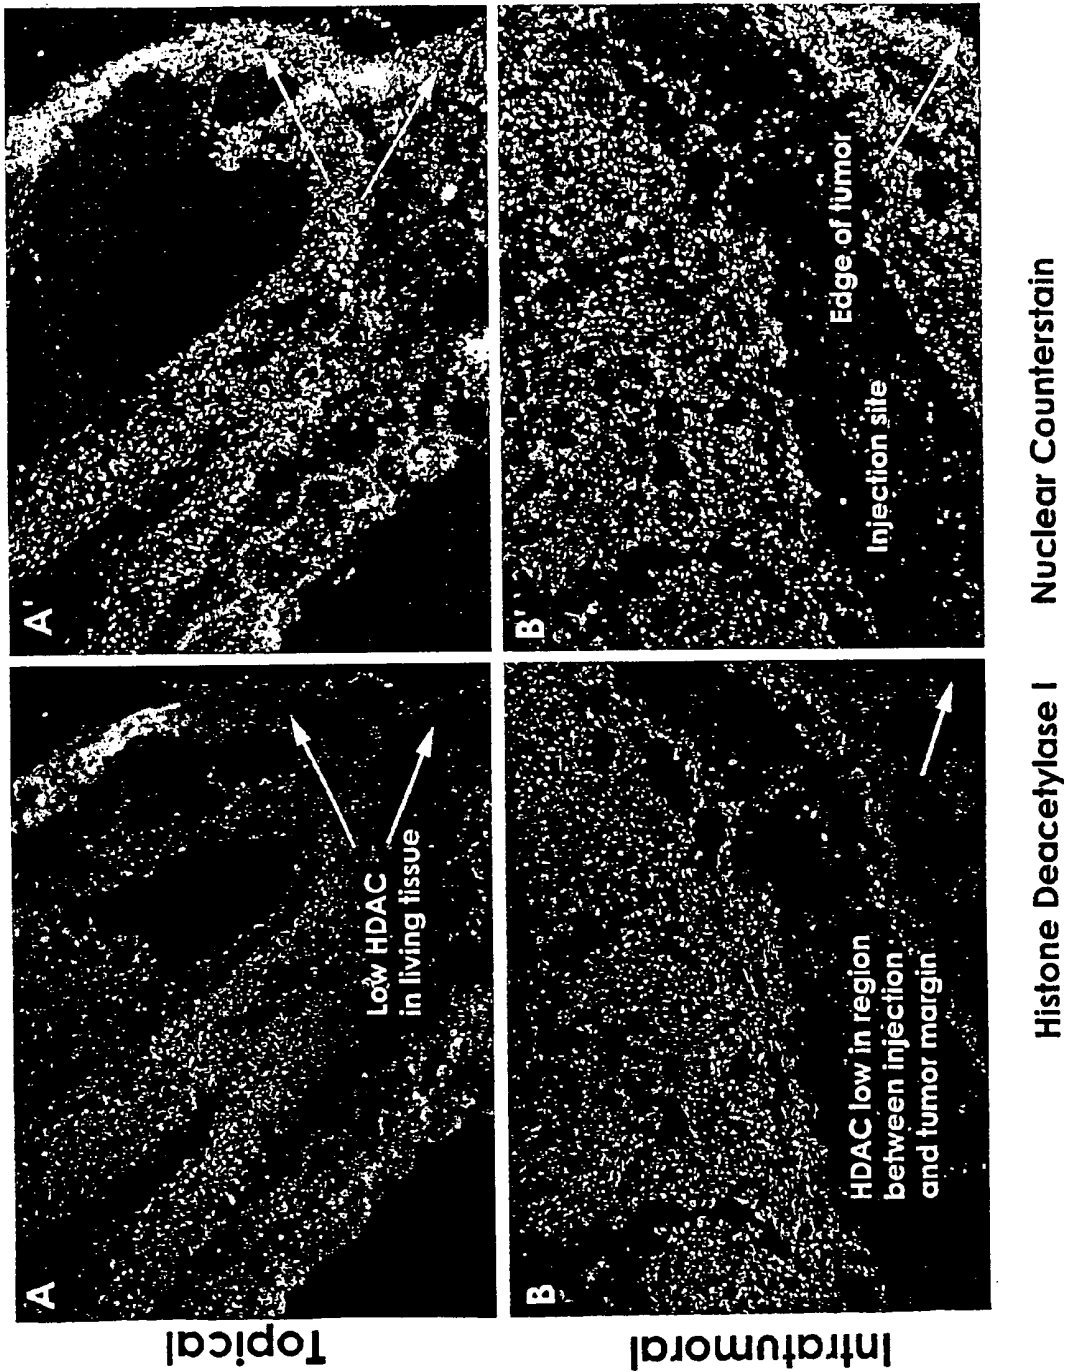 Topical
Intratumoral
A
Low HDAC
in living tissue
A'
B
HDAC low in region
between injection
and tumor margin
B'
Injection site
Edge of tumor
Histone Deacetylase I
Nuclear Counterstain